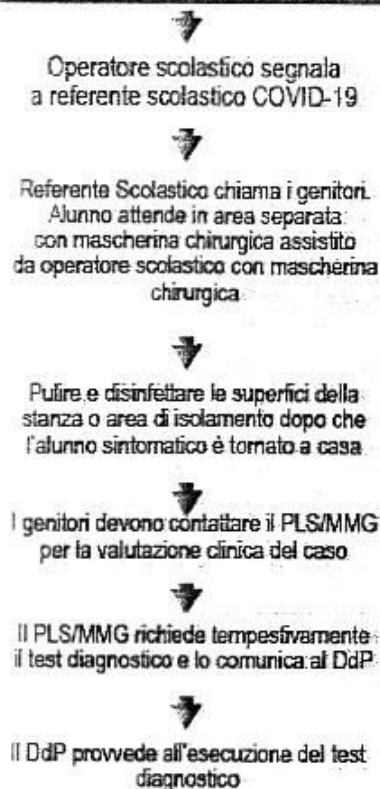 Operatore scolastico segnala
a referente scolastico COVID-19
Referente Scolastico chiama i genitori.
Alunno attende in area separata
con mascherina chirurgica assistito
da operatore scolastico con mascherina
chirurgica
Pulire e disinfettare le superfici della
stanza o area di isolamento dopo che
l'alunno sintomatico è tornato a casa
I genitori devono contattare il PLS/MMG
per la valutazione clinica del caso
Il PLS/MMG richiede tempestivamente
il test diagnostico e lo comunica al DdP
Il DdP provvede all'esecuzione del test
diagnostico